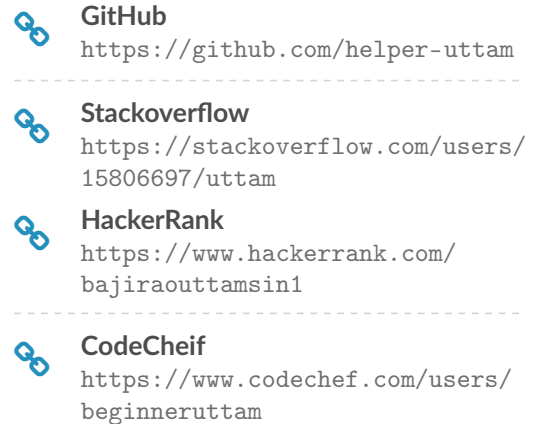 GitHub
https://github.com/helper-uttam
Stackoverflow
https://stackoverflow.com/users/
15806697/uttam
HackerRank
https://www.hackerrank.com/
bajiraouttamsin1
CodeCheif
https://www.codechef.com/users/
beginneruttam